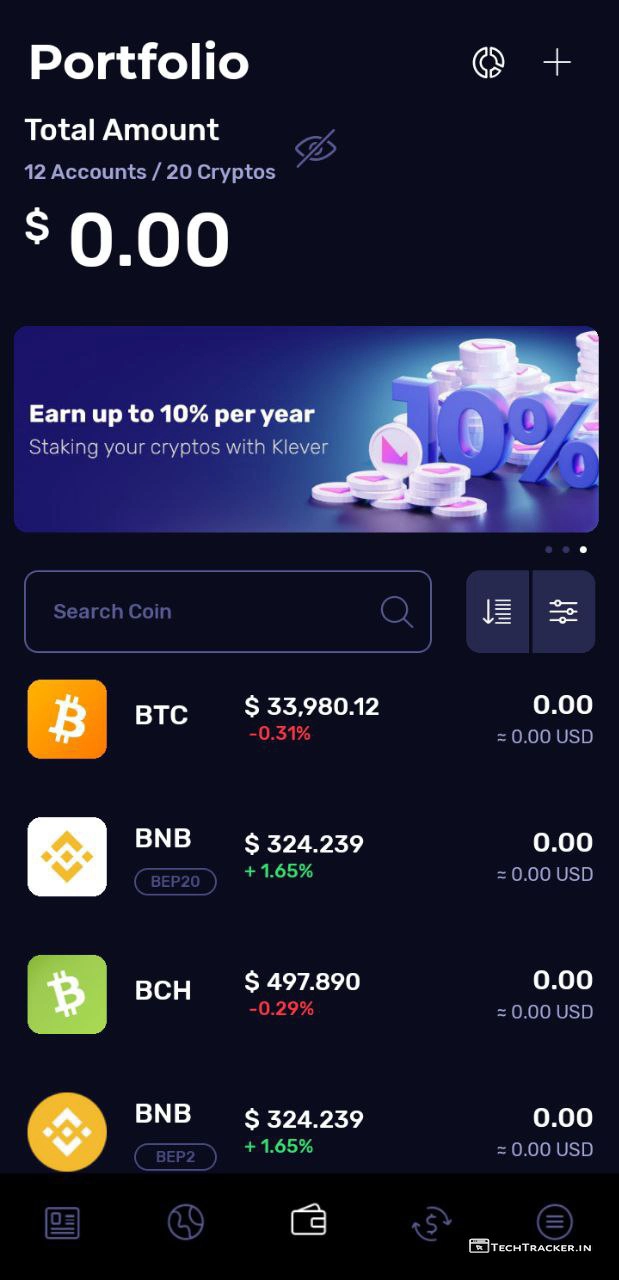 Portfolio
Total Amount
12 Accounts / 20 Cryptos
$ 0.00
Earn up to 10% per year
Staking your cryptos with Klever
10%
Search Coin
BTC $ 33,980.12 0.00
-0.31% ≈ 0.00 USD
BNB $ 324.239 0.00
BEP20 + 1.65% ≈ 0.00 USD
BCH $ 497.890 0.00
-0.29% ≈ 0.00 USD
BNB $ 324.239 0.00
BEP2 + 1.65% ≈ 0.00 USD
TECHTRACKER.IN